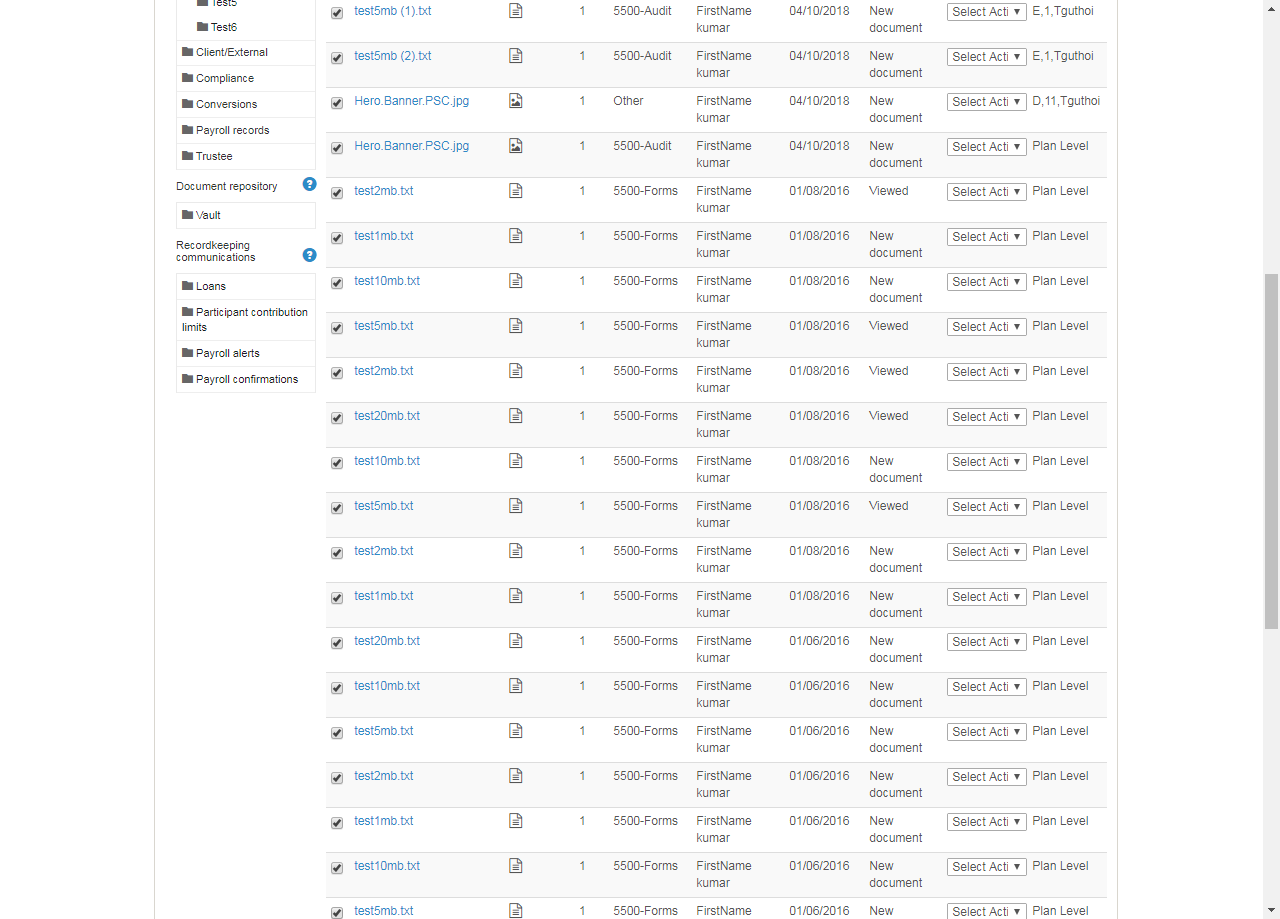 Test5
Test6
Client/External
Compliance
Conversions
Payroll records
Trustee
Document repository ?
Vault
Recordkeeping
communications ?
Loans
Participant contribution
limits
Payroll alerts
Payroll confirmations
test5mb (1).txt 1 5500-Audit FirstName 04/10/2018 New Select Acti E,1,Tguthoi
kumar document
test5mb (2).txt 1 5500-Audit FirstName 04/10/2018 New Select Acti E,1,Tguthoi
kumar document
Hero.Banner.PSC.jpg 1 Other FirstName 04/10/2018 New Select Acti D,11,Tguthoi
kumar document
Hero.Banner.PSC.jpg 1 5500-Audit FirstName 04/10/2018 New Select Acti Plan Level
kumar document
test2mb.txt 1 5500-Forms FirstName 01/08/2016 Viewed Select Acti Plan Level
kumar
test1mb.txt 1 5500-Forms FirstName 01/08/2016 New Select Acti Plan Level
kumar document
test10mb.txt 1 5500-Forms FirstName 01/08/2016 New Select Acti Plan Level
kumar document
test5mb.txt 1 5500-Forms FirstName 01/08/2016 Viewed Select Acti Plan Level
kumar
test2mb.txt 1 5500-Forms FirstName 01/08/2016 Viewed Select Acti Plan Level
kumar
test20mb.txt 1 5500-Forms FirstName 01/08/2016 Viewed Select Acti Plan Level
kumar
test10mb.txt 1 5500-Forms FirstName 01/08/2016 New Select Acti Plan Level
kumar document
test5mb.txt 1 5500-Forms FirstName 01/08/2016 Viewed Select Acti Plan Level
kumar
test2mb.txt 1 5500-Forms FirstName 01/08/2016 New Select Acti Plan Level
kumar document
test1mb.txt 1 5500-Forms FirstName 01/08/2016 New Select Acti Plan Level
kumar document
test20mb.txt 1 5500-Forms FirstName 01/06/2016 New Select Acti Plan Level
kumar document
test10mb.txt 1 5500-Forms FirstName 01/06/2016 New Select Acti Plan Level
kumar document
test5mb.txt 1 5500-Forms FirstName 01/06/2016 New Select Acti Plan Level
kumar document
test2mb.txt 1 5500-Forms FirstName 01/06/2016 New Select Acti Plan Level
kumar document
test1mb.txt 1 5500-Forms FirstName 01/06/2016 New Select Acti Plan Level
kumar document
test10mb.txt 1 5500-Forms FirstName 01/06/2016 New Select Acti Plan Level
kumar document
test5mb.txt 1 5500-Forms FirstName 01/06/2016 New Select Acti Plan Level